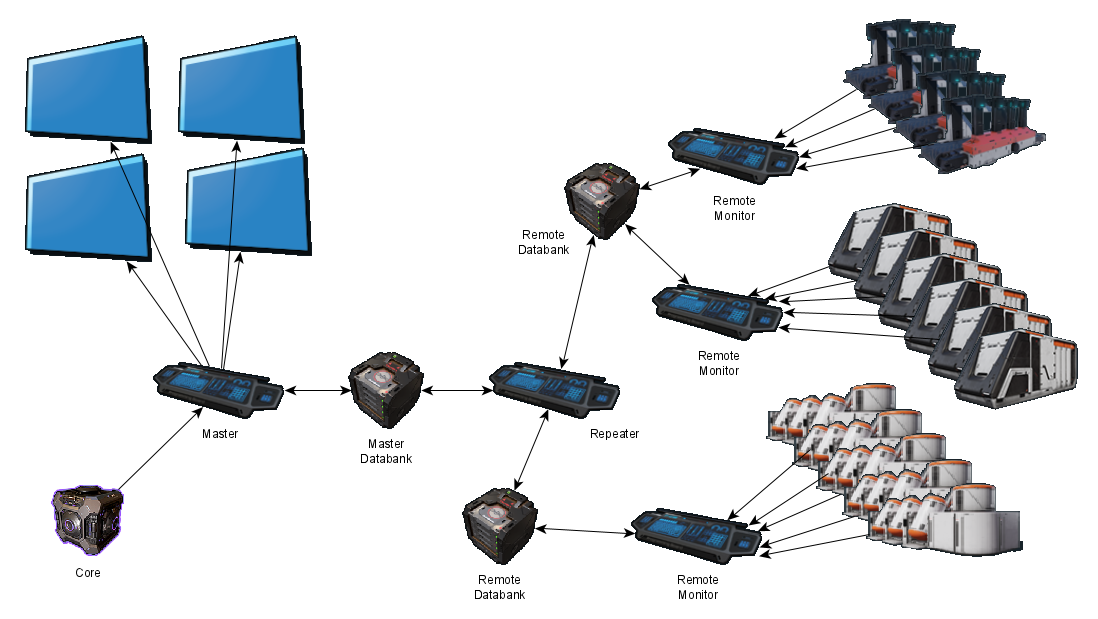 Remote
Monitor
Remote
Databank
Remote
Monitor
Master
Master
Databank
Repeater
Core
Remote
Databank
Remote
Monitor